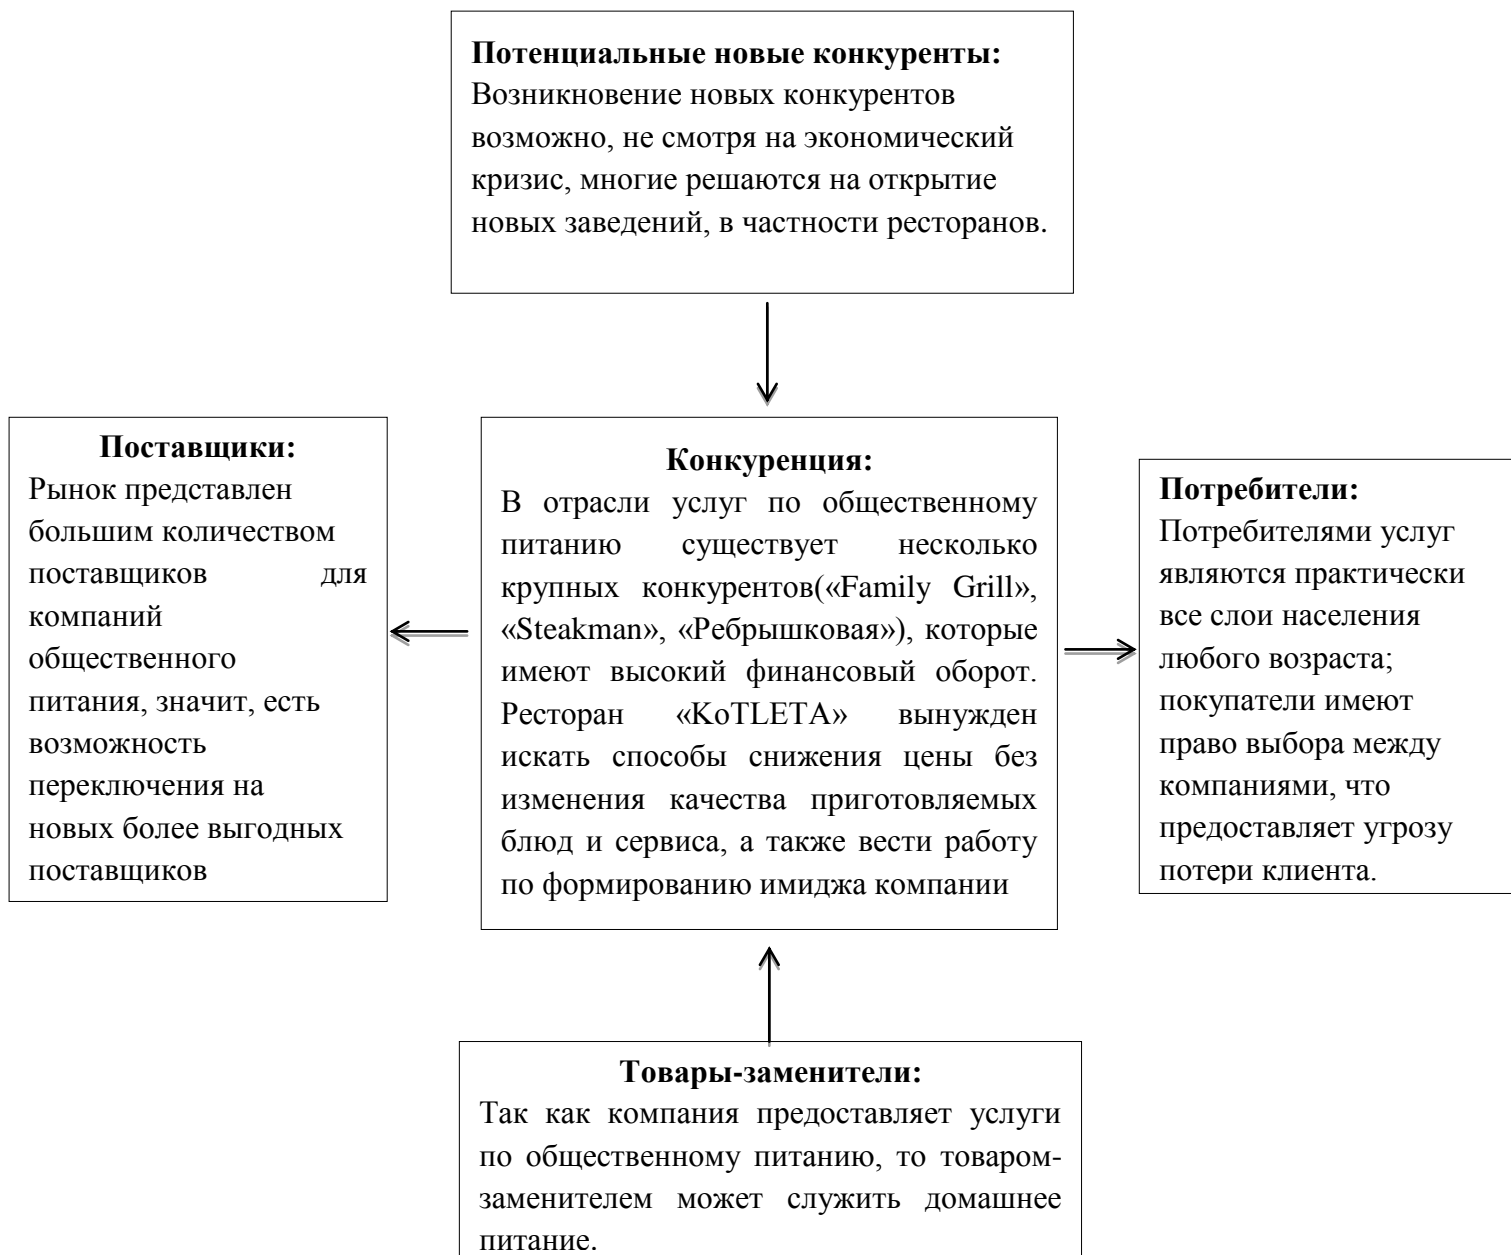 Потенциальные новые конкуренты:
Возникновение новых конкурентов
возможно, не смотря на экономический
кризис, многие решаются на открытие
новых заведений, в частности ресторанов.
Поставщики:
Рынок представлен
большим количеством
поставщиков для
компаний
общественного
питания, значит, есть
возможность
переключения на
новых более выгодных
поставщиков
Конкуренция:
В отрасли услуг по общественному
питанию существует несколько
крупных конкурентов(«Family Grill»,
«Steakman», «Ребрышковая»), которые
имеют высокий финансовый оборот.
Ресторан «KoTLETA» вынужден
искать способы снижения цены без
изменения качества приготовляемых
блюд и сервиса, а также вести работу
по формированию имиджа компании
Потребители:
Потребителями услуг
являются практически
все слои населения
любого возраста;
покупатели имеют
право выбора между
компаниями, что
предоставляет угрозу
потери клиента.
Товары-заменители:
Так как компания предоставляет услуги
по общественному питанию, то товаром-
заменителем может служить домашнее
питание.